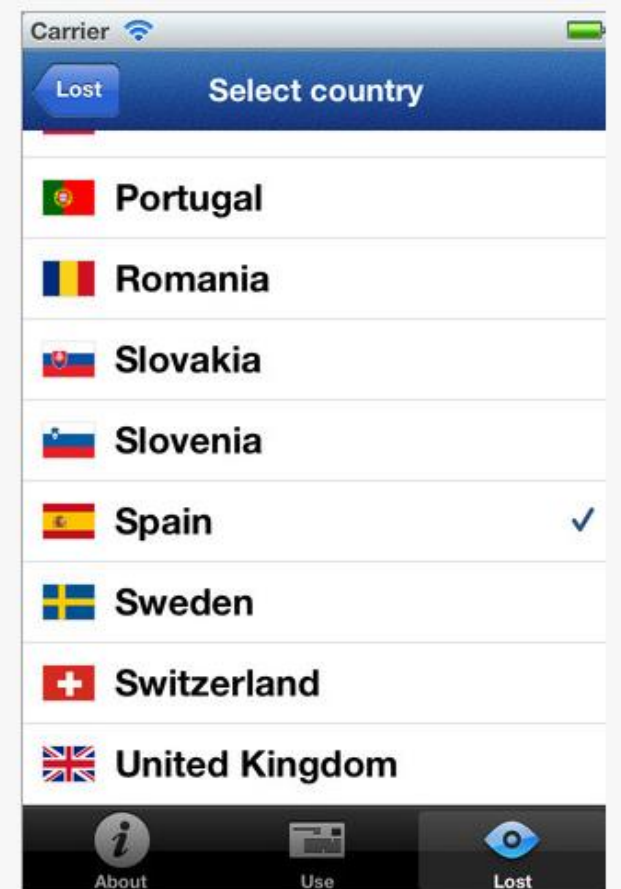 Carrier
Lost
Select country
Portugal
Romania
Slovakia
Slovenia
Spain
Sweden
Switzerland
United Kingdom
About
Use
Lost